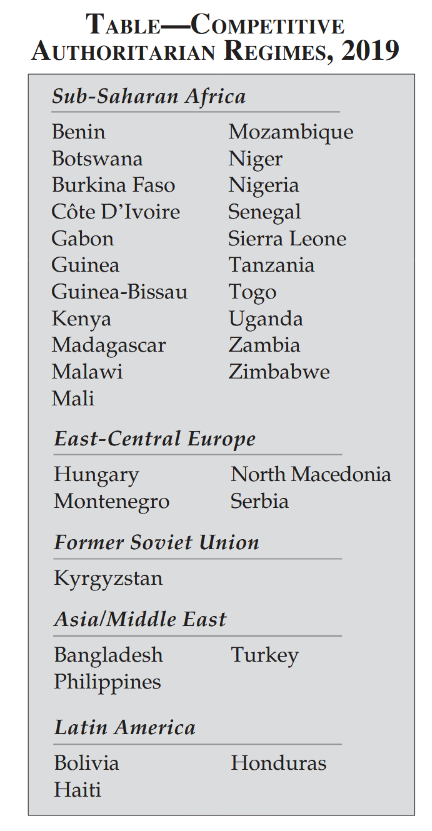 TABLE—COMPETITIVE
AUTHORITARIAN REGIMES, 2019
Sub-Saharan Africa
Benin Mozambique
Botswana Niger
Burkina Faso Nigeria
Côte D’Ivoire Senegal
Gabon Sierra Leone
Guinea Tanzania
Guinea-Bissau Togo
Kenya Uganda
Madagascar Zambia
Malawi Zimbabwe
Mali
East-Central Europe
Hungary North Macedonia
Montenegro Serbia
Former Soviet Union
Kyrgyzstan
Asia/Middle East
Bangladesh Turkey
Philippines
Latin America
Bolivia Honduras
Haiti